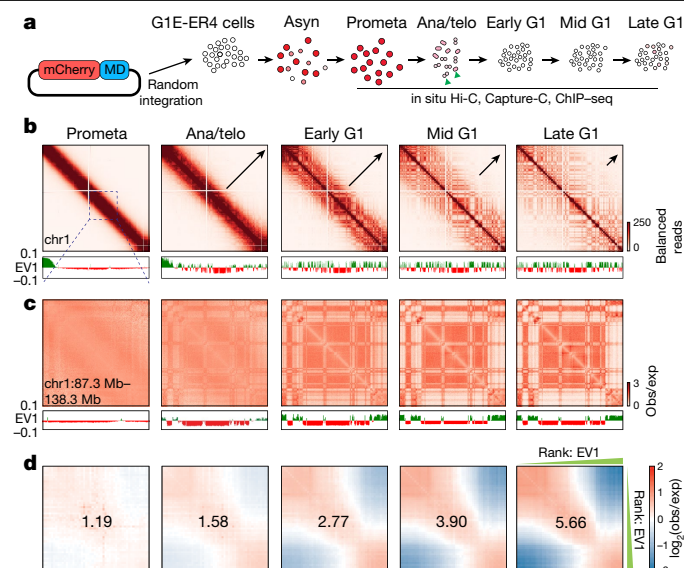 a
G1E-ER4 cells
Asyn
Prometa
Ana/telo
Early G1
Mid G1
Late G1
mCherry
MD
Random
integration
in situ Hi-C, Capture-C, ChIP–seq
b
Prometa
Ana/telo
Early G1
Mid G1
Late G1
chr1
250
0
Balanced
reads
0.1
EV1
–0.1
c
chr1:87.3 Mb–
138.3 Mb
3
0
Obs/exp
0.1
EV1
–0.1
d
Rank: EV1
1.19
1.58
2.77
3.90
5.66
Rank: EV1
2
1
0
–1
log2(obs/exp)